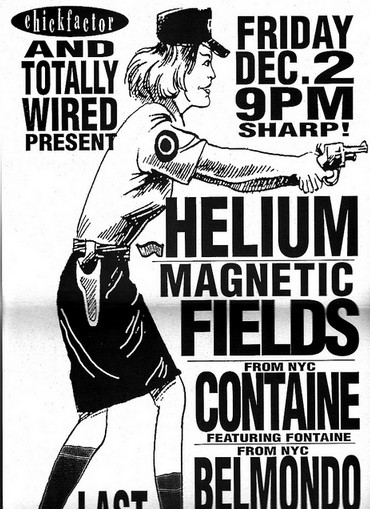 chickfactor
AND
TOTALLY
WIRED
PRESENT
FRIDAY
DEC. 2
9PM
SHARP!
HELIUM
MAGNETIC
FIELDS
FROM NYC
CONTAINE
FEATURING FONTAINE
FROM NYC
BELMONDO
LAST